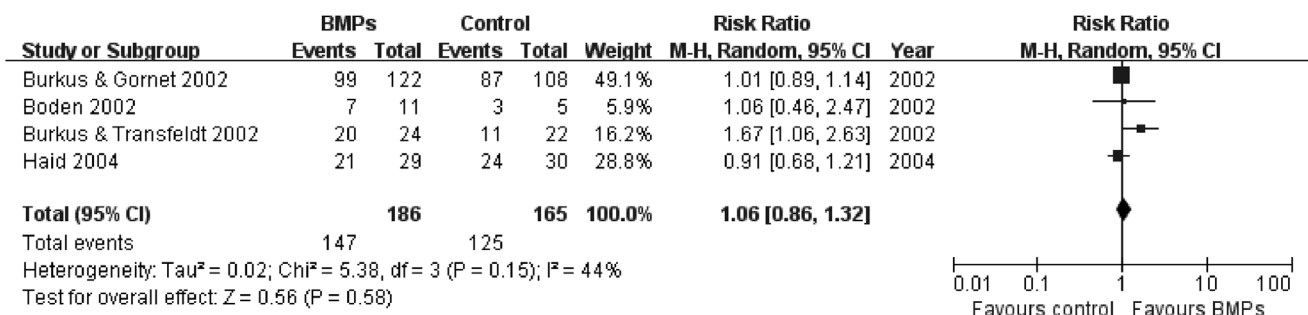 BMPs Control Risk Ratio Risk Ratio
Study or Subgroup Events Total Events Total Weight M-H, Random, 95% CI Year M-H, Random, 95% CI
Burkus & Gornet 2002 99 122 87 108 49.1% 1.01 [0.89, 1.14] 2002
Boden 2002 7 11 3 5 5.9% 1.06 [0.46, 2.47] 2002
Burkus & Transfeldt 2002 20 24 11 22 16.2% 1.67 [1.06, 2.63] 2002
Haid 2004 21 29 24 30 28.8% 0.91 [0.68, 1.21] 2004
Total (95% CI) 186 165 100.0% 1.06 [0.86, 1.32]
Total events 147 125
Heterogeneity: Tau² = 0.02; Chi² = 5.38, df = 3 (P = 0.15); I² = 44%
Test for overall effect: Z = 0.56 (P = 0.58)
0.01 0.1 1 10 100
Favours control Favours BMPs